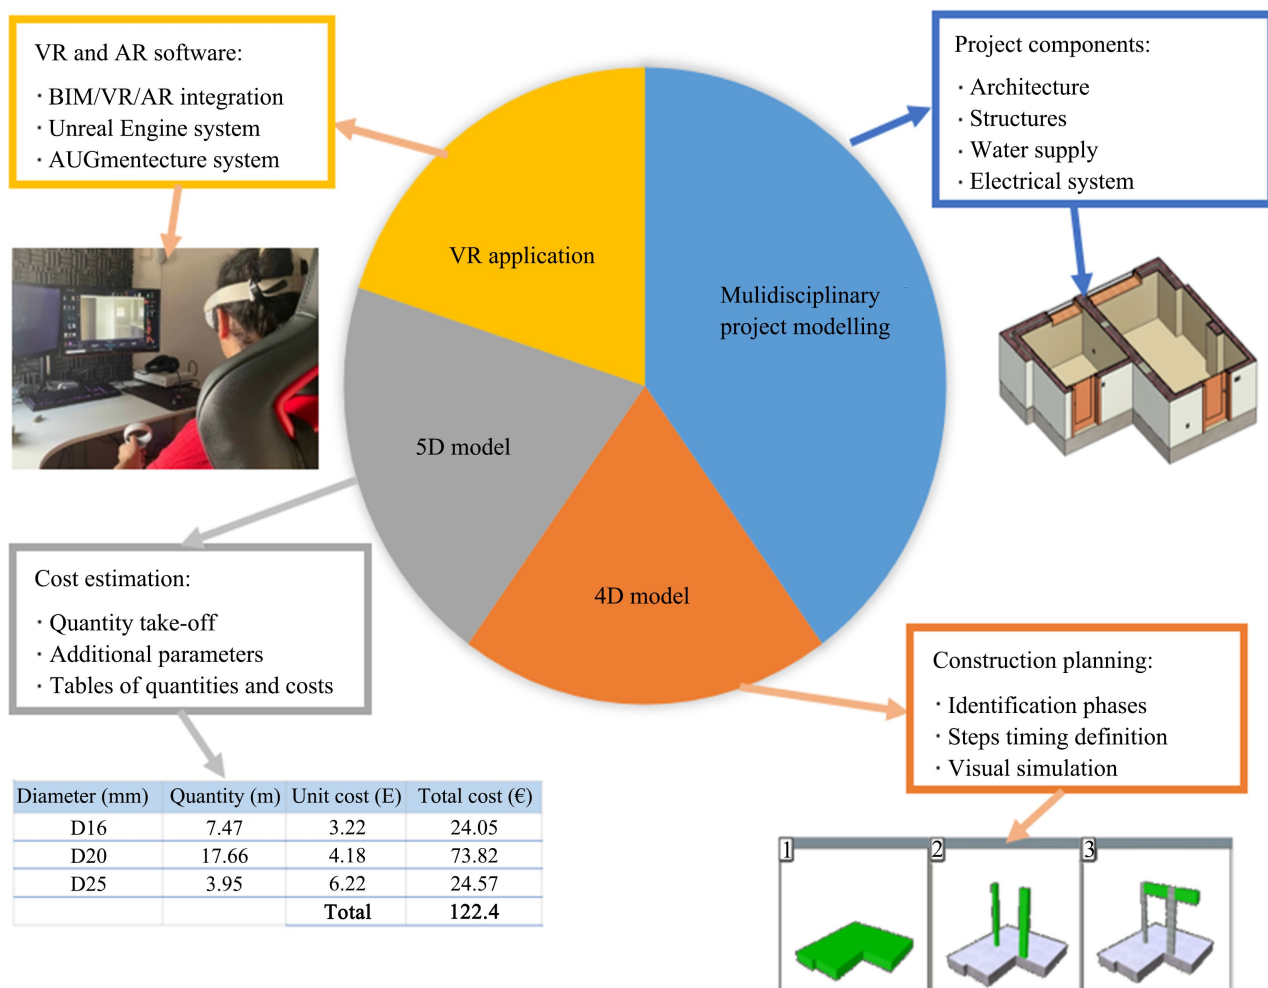 VR and AR software:
· BIM/VR/AR integration
· Unreal Engine system
· AUGmentecture system
Project components:
· Architecture
· Structures
· Water supply
· Electrical system
VR application
Mulidisciplinary
project modelling
5D model
4D model
Cost estimation:
· Quantity take-off
· Additional parameters
· Tables of quantities and costs
Construction planning:
· Identification phases
· Steps timing definition
· Visual simulation
Diameter (mm) Quantity (m) Unit cost (E) Total cost (€)
D16 7.47 3.22 24.05
D20 17.66 4.18 73.82
D25 3.95 6.22 24.57
Total 122.4
1 2 3